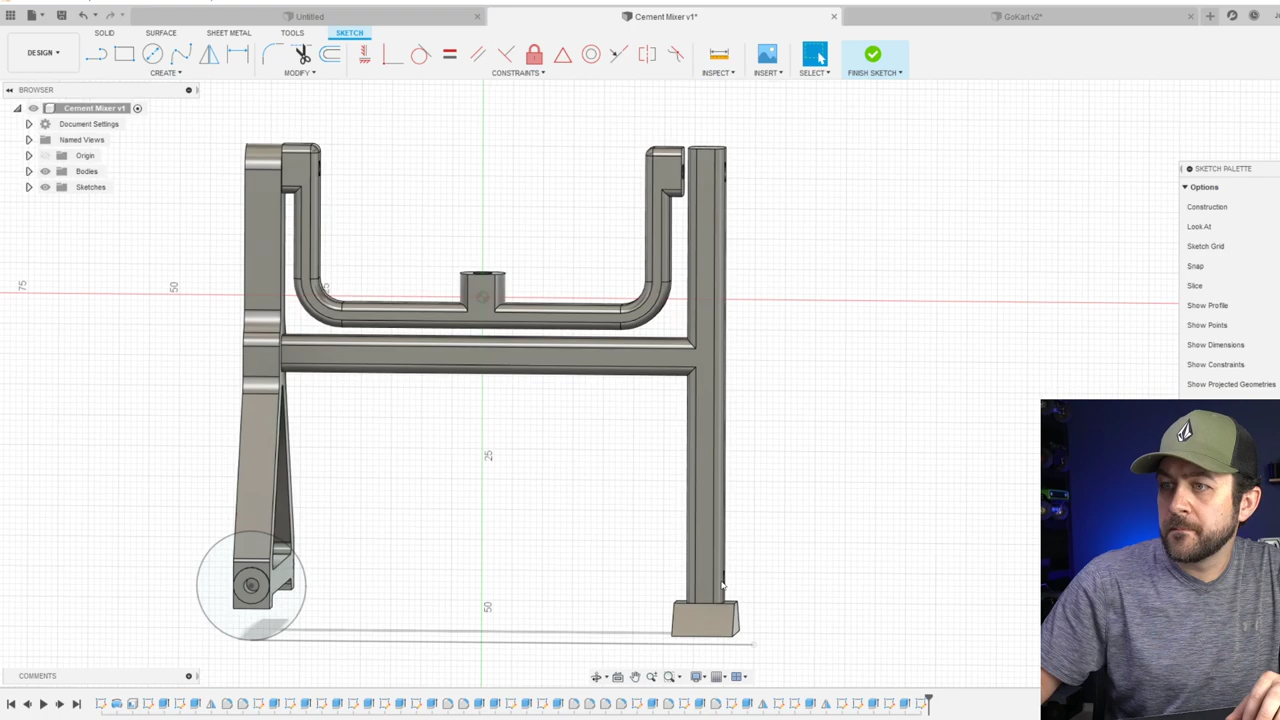 Untitled
Cement Mixer v1*
GoKart v2*
DESIGN
SOLID
SURFACE
SHEET METAL
TOOLS
SKETCH
CREATE
MODIFY
CONSTRAINTS
INSPECT
INSERT
SELECT
FINISH SKETCH
BROWSER
Cement Mixer v1
Document Settings
Named Views
Origin
Bodies
Sketches
SKETCH PALETTE
Options
Construction
Look At
Sketch Grid
Snap
Slice
Show Profile
Show Points
Show Dimensions
Show Constraints
Show Projected Geometries
75
50
25
25
50
COMMENTS